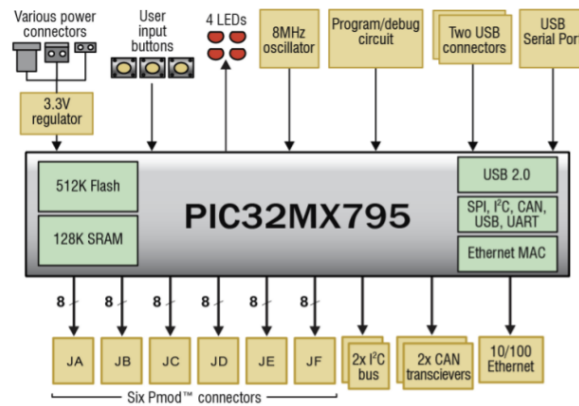 Various power
connectors
User
input
buttons
4 LEDs
8MHz
oscillator
Program/debug
circuit
Two USB
connectors
USB
Serial Port
3.3V
regulator
512K Flash
128K SRAM
PIC32MX795
USB 2.0
SPI, I²C, CAN,
USB, UART
Ethernet MAC
8 8 8 8 8 8
JA JB JC JD JE JF
2x I²C
bus
2x CAN
transcievers
10/100
Ethernet
Six Pmod™ connectors